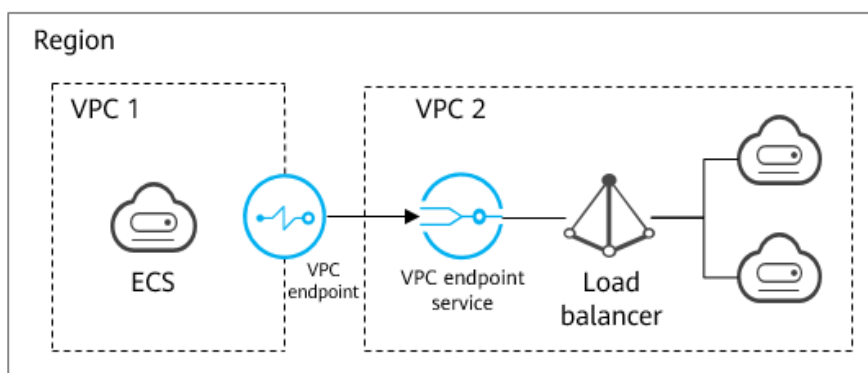 Region
VPC 1
VPC 2
ECS
VPC
endpoint
VPC endpoint
service
Load
balancer